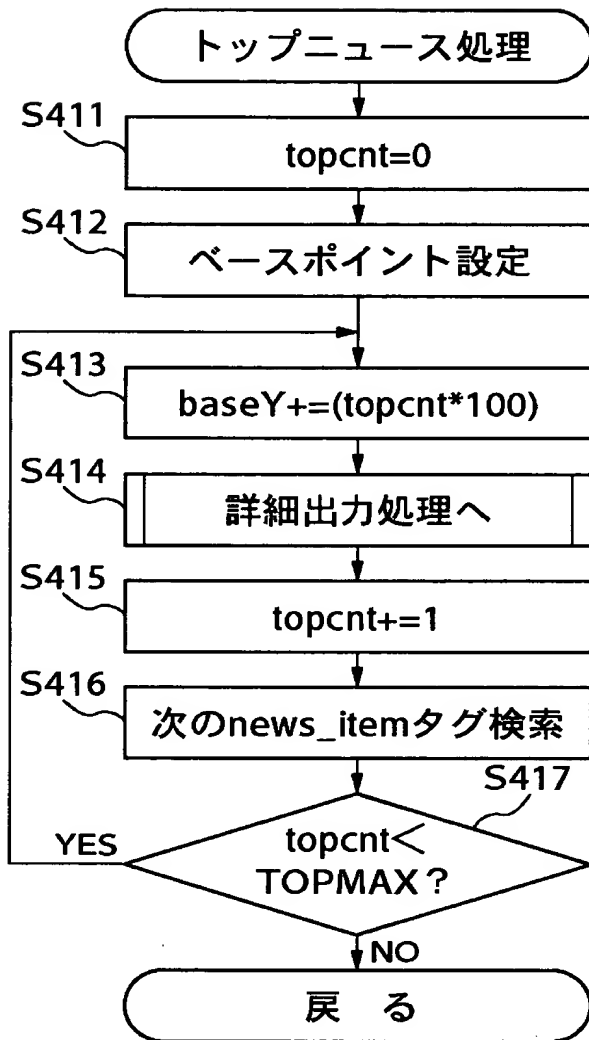 トップニュース処理
S411
topcnt=0
S412
ベースポイント設定
S413
baseY+=(topcnt*100)
S414
詳細出力処理へ
S415
topcnt+=1
S416
次のnews_itemタグ検索
S417
topcnt<
TOPMAX?
YES
NO
戻 る